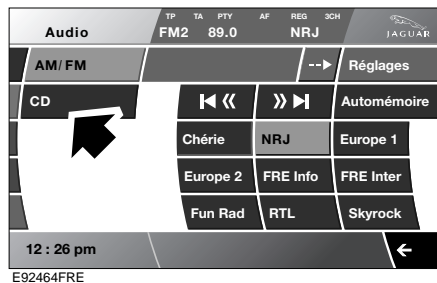 TP TA PTY AF REG 3CH
Audio FM2 89.0 NRJ JAGUAR
AM/FM --> Réglages
CD Automémoire
Chérie NRJ Europe 1
Europe 2 FRE Info FRE Inter
Fun Rad RTL Skyrock
12 : 26 pm
E92464FRE